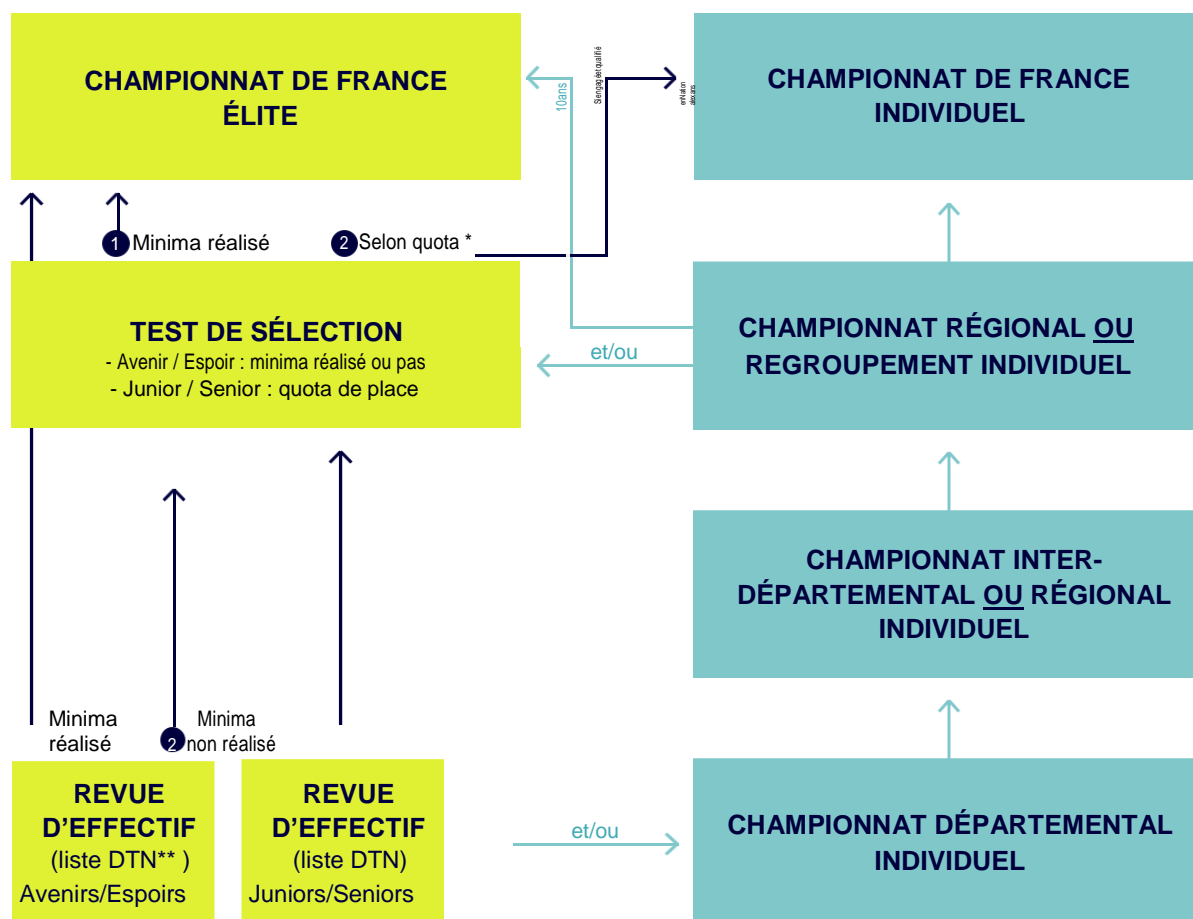 CHAMPIONNAT DE FRANCE
ÉLITE
10ans
Siengagéetqualifié
CHAMPIONNAT DE FRANCE
INDIVIDUEL
1 Minima réalisé
2 Selon quota *
TEST DE SÉLECTION
- Avenir / Espoir : minima réalisé ou pas
- Junior / Senior : quota de place
et/ou
CHAMPIONNAT RÉGIONAL OU
REGROUPEMENT INDIVIDUEL
CHAMPIONNAT INTER-
DÉPARTEMENTAL OU RÉGIONAL
INDIVIDUEL
Minima
réalisé
Minima
2 non réalisé
REVUE
D’EFFECTIF
(liste DTN** )
Avenirs/Espoirs
REVUE
D’EFFECTIF
(liste DTN)
Juniors/Seniors
et/ou
CHAMPIONNAT DÉPARTEMENTAL
INDIVIDUEL